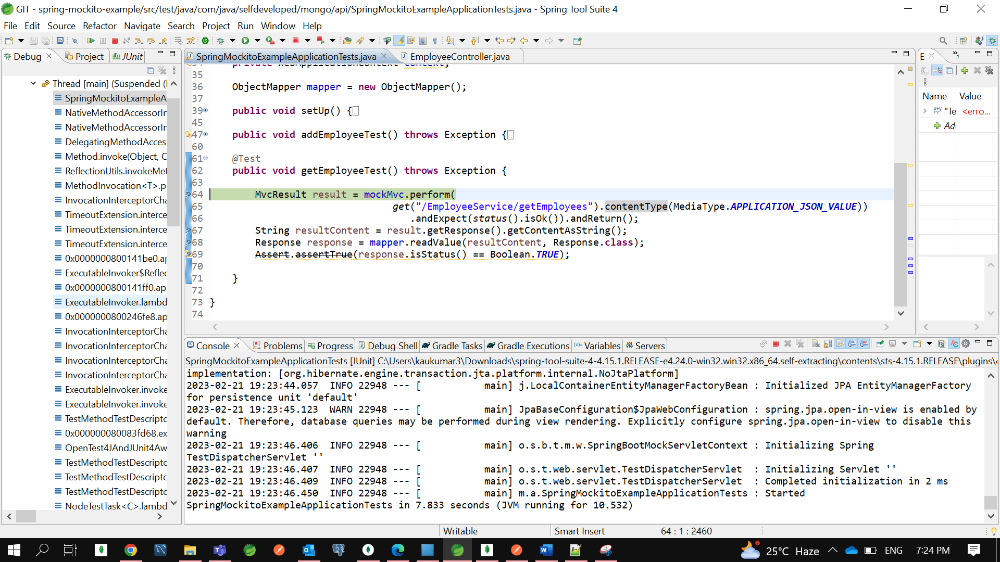 GIT - spring-mockito-example/src/test/java/com/java/selfdeveloped/mongo/api/SpringMockitoExampleApplicationTests.java - Spring Tool Suite 4
File Edit Source Refactor Navigate Search Project Run Window Help
Debug
Project
JUnit
SpringMockitoExampleApplicationTests.java
EmployeeController.java
E
Thread [main] (Suspended (
SpringMockitoExampleA
NativeMethodAccessorIr
NativeMethodAccessorIr
DelegatingMethodAcces
Method.invoke(Object, C
ReflectionUtils.invokeMet
MethodInvocation<T>.p
InvocationInterceptorCha
TimeoutExtension.interce
TimeoutExtension.interce
TimeoutExtension.interce
0x0000000800141be0.ap
ExecutableInvoker$Reflec
0x0000000800141ff0.ap
ExecutableInvoker.lambd
0x0000000800246fe8.ap
InvocationInterceptorCha
InvocationInterceptorCha
InvocationInterceptorCha
InvocationInterceptorCha
ExecutableInvoker.invoke
ExecutableInvoker.invoke
TestMethodTestDescriptc
0x000000080083fd68.ex
OpenTest4JAndJUnit4Aw
TestMethodTestDescriptc
TestMethodTestDescriptc
TestMethodTestDescriptc
NodeTestTask<C>.lambd
34 private WebApplicationContext context;
35
36 ObjectMapper mapper = new ObjectMapper();
37
39 public void setUp() {
45
47 public void addEmployeeTest() throws Exception {
60
61 @Test
62 public void getEmployeeTest() throws Exception {
63
64 MvcResult result = mockMvc.perform(
65 get("/EmployeeService/getEmployees").contentType(MediaType.APPLICATION_JSON_VALUE))
66 .andExpect(status().isOk()).andReturn();
67 String resultContent = result.getResponse().getContentAsString();
68 Response response = mapper.readValue(resultContent, Response.class);
69 Assert.assertTrue(response.isStatus() == Boolean.TRUE);
70
71 }
72
73 }
74
Name Value
"Te <erro...
Ad
Console
Problems
Progress
Debug Shell
Gradle Tasks
Gradle Executions
Variables
Servers
SpringMockitoExampleApplicationTests [JUnit] C:\Users\kaukumar3\Downloads\spring-tool-suite-4-4.15.1.RELEASE-e4.24.0-win32.win32.x86_64.self-extracting\contents\sts-4.15.1.RELEASE\plugins\
implementation: [org.hibernate.engine.transaction.jta.platform.internal.NoJtaPlatform]
2023-02-21 19:23:44.057 INFO 22948 --- [ main] j.LocalContainerEntityManagerFactoryBean : Initialized JPA EntityManagerFactory
for persistence unit 'default'
2023-02-21 19:23:45.123 WARN 22948 --- [ main] JpaBaseConfiguration$JpaWebConfiguration : spring.jpa.open-in-view is enabled by
default. Therefore, database queries may be performed during view rendering. Explicitly configure spring.jpa.open-in-view to disable this
warning
2023-02-21 19:23:46.406 INFO 22948 --- [ main] o.s.b.t.m.w.SpringBootMockServletContext : Initializing Spring
TestDispatcherServlet ''
2023-02-21 19:23:46.407 INFO 22948 --- [ main] o.s.t.web.servlet.TestDispatcherServlet : Initializing Servlet ''
2023-02-21 19:23:46.409 INFO 22948 --- [ main] o.s.t.web.servlet.TestDispatcherServlet : Completed initialization in 2 ms
2023-02-21 19:23:46.450 INFO 22948 --- [ main] m.a.SpringMockitoExampleApplicationTests : Started
SpringMockitoExampleApplicationTests in 7.833 seconds (JVM running for 10.532)
Writable
Smart Insert
64 : 1 : 2460
25°C Haze
ENG
7:24 PM